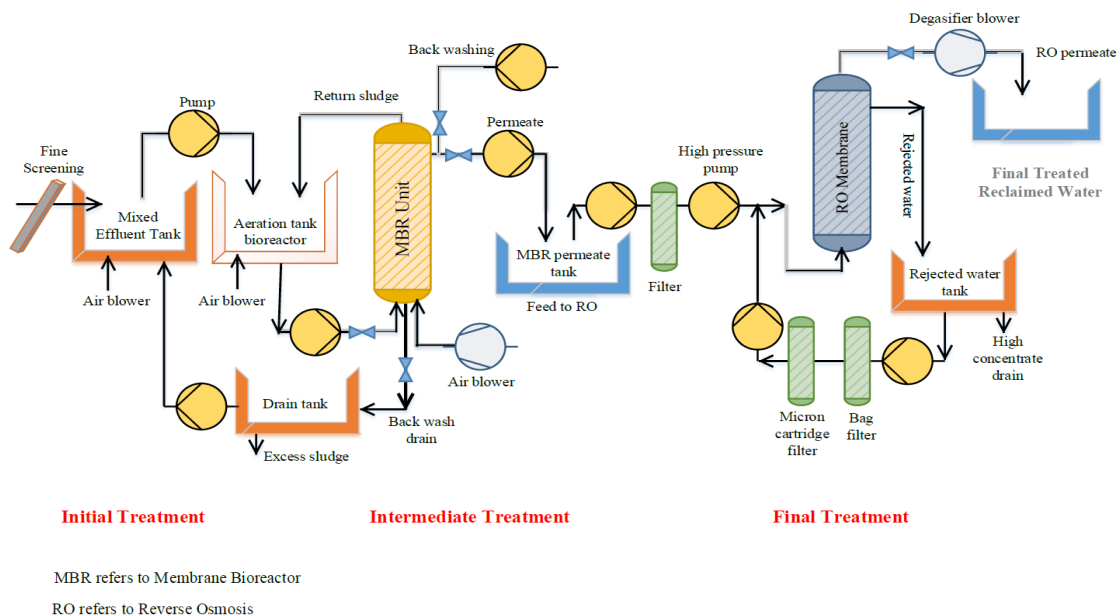 Degasifier blower
Back washing
RO permeate
Return sludge
Pump
Permeate
High pressure
pump
Fine
Screening
MBR Unit
RO Membrane
Rejected water
Final Treated
Reclaimed Water
Mixed
Effluent Tank
Aeration tank
bioreactor
MBR permeate
tank
Rejected water
tank
Air blower
Air blower
Feed to RO
Filter
High
concentrate
drain
Air blower
Drain tank
Back wash
drain
Micron
cartridge
filter
Bag
filter
Excess sludge
Initial Treatment
Intermediate Treatment
Final Treatment
MBR refers to Membrane Bioreactor
RO refers to Reverse Osmosis